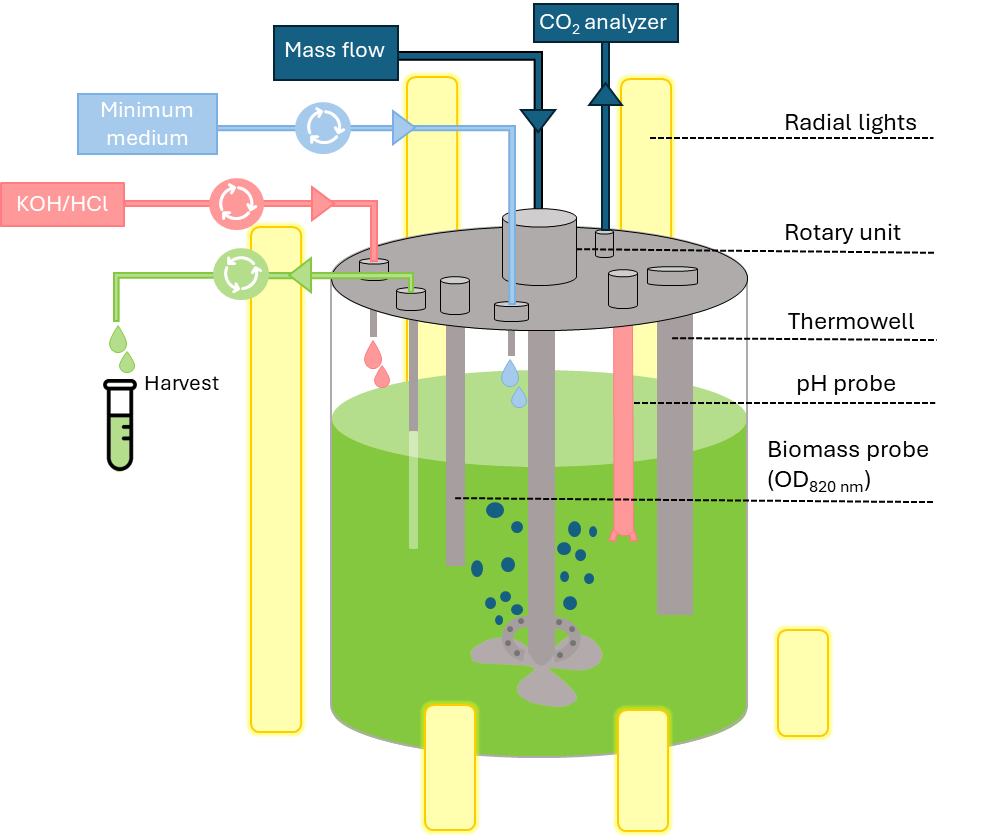 CO₂ analyzer
Mass flow
Minimum
medium
Radial lights
KOH/HCl
Rotary unit
Thermowell
Harvest
pH probe
Biomass probe
(OD₈₂₀ ₙₘ)